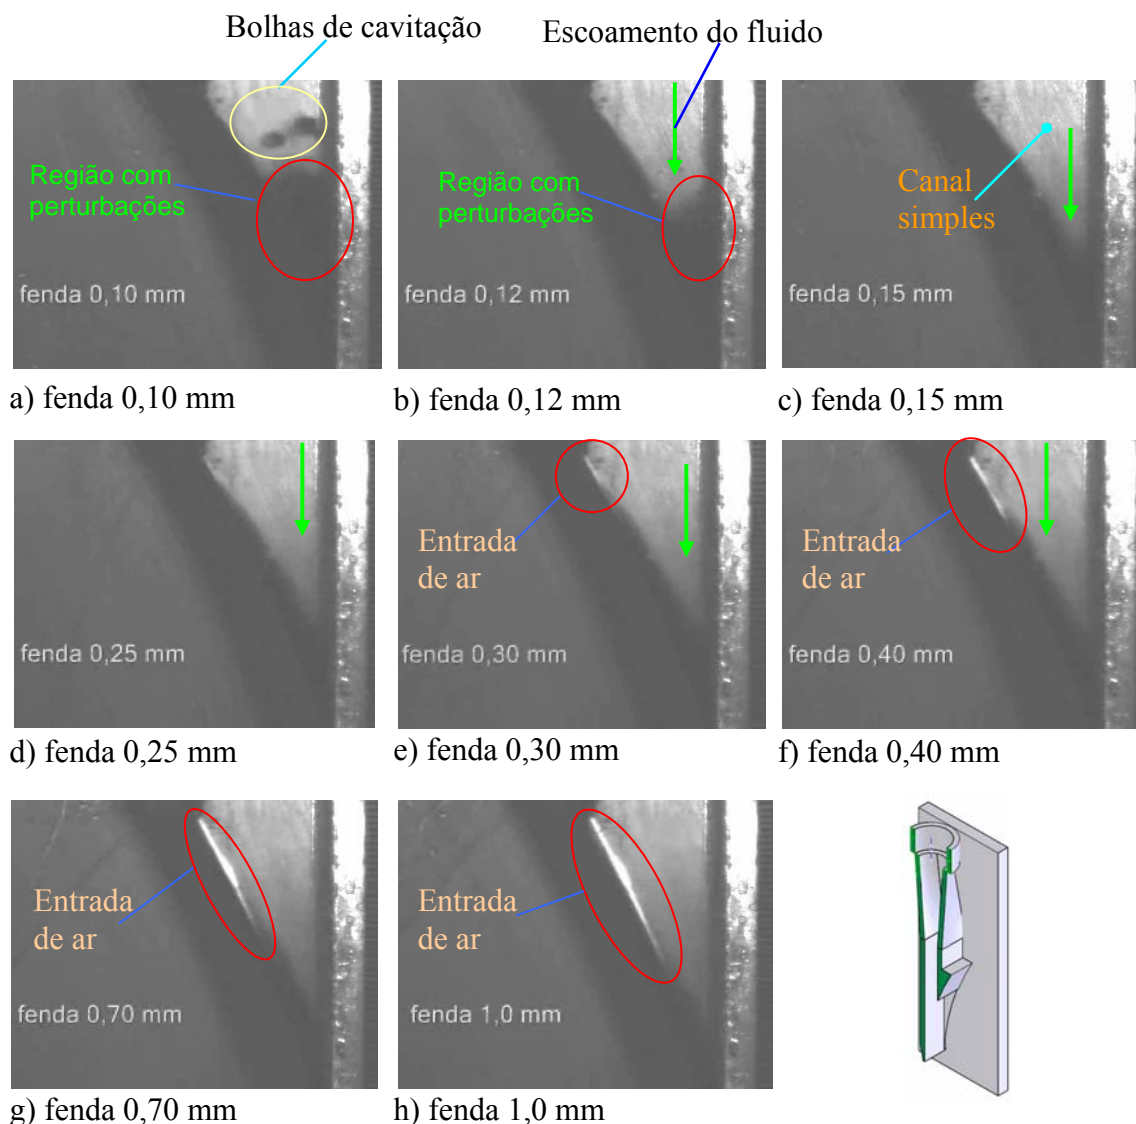 Bolhas de cavitação
Escoamento do fluido
Região com
perturbações
fenda 0,10 mm
Região com
perturbações
fenda 0,12 mm
Canal
simples
fenda 0,15 mm
a) fenda 0,10 mm
b) fenda 0,12 mm
c) fenda 0,15 mm
fenda 0,25 mm
Entrada
de ar
fenda 0,30 mm
Entrada
de ar
fenda 0,40 mm
d) fenda 0,25 mm
e) fenda 0,30 mm
f) fenda 0,40 mm
Entrada
de ar
fenda 0,70 mm
Entrada
de ar
fenda 1,0 mm
g) fenda 0,70 mm
h) fenda 1,0 mm